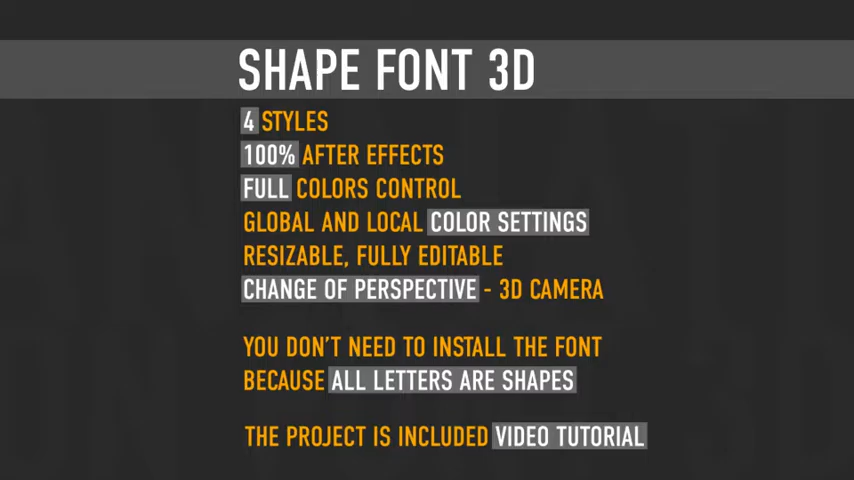 SHAPE FONT 3D
4 STYLES
100% AFTER EFFECTS
FULL COLORS CONTROL
GLOBAL AND LOCAL COLOR SETTINGS
RESIZABLE, FULLY EDITABLE
CHANGE OF PERSPECTIVE - 3D CAMERA
YOU DON'T NEED TO INSTALL THE FONT
BECAUSE ALL LETTERS ARE SHAPES
THE PROJECT IS INCLUDED VIDEO TUTORIAL